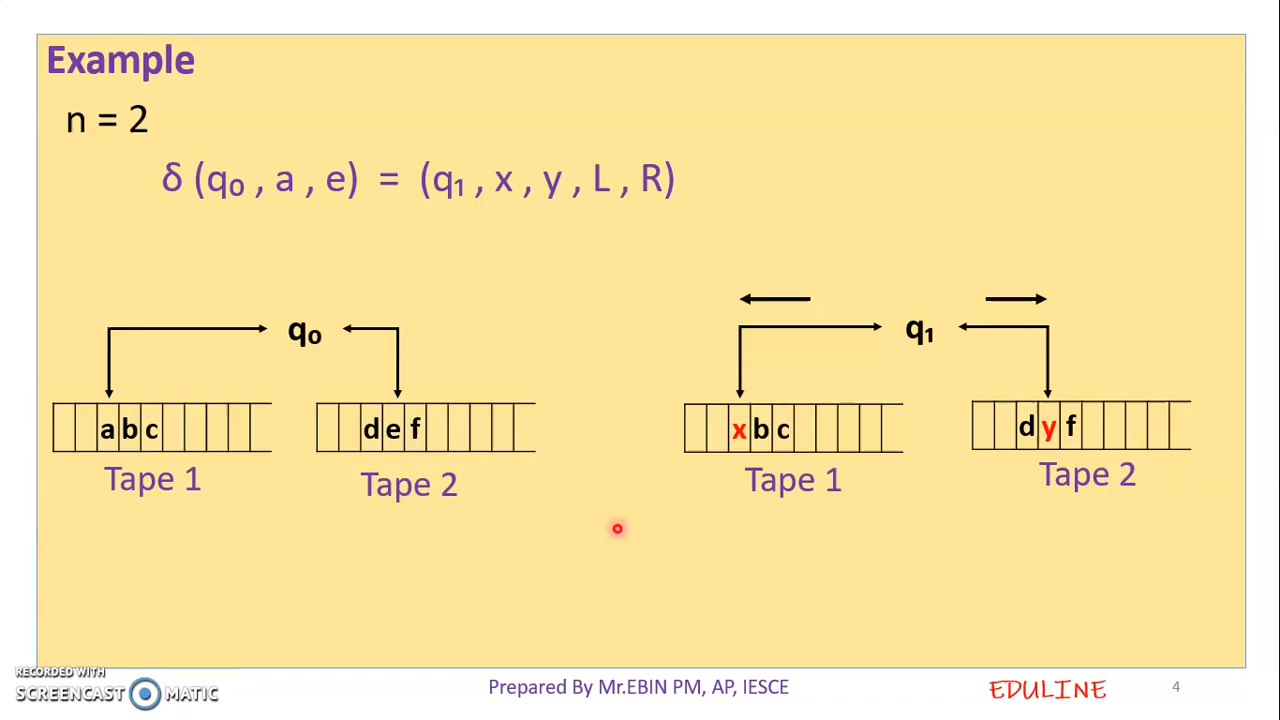 Example
n = 2
δ (q₀ , a , e) = (q₁ , x , y , L , R)
q₀
q₁
a b c
d e f
x b c
d y f
Tape 1
Tape 2
Tape 1
Tape 2
RECORDED WITH
SCREENCAST MATIC
Prepared By Mr.EBIN PM, AP, IESCE
EDULINE
4